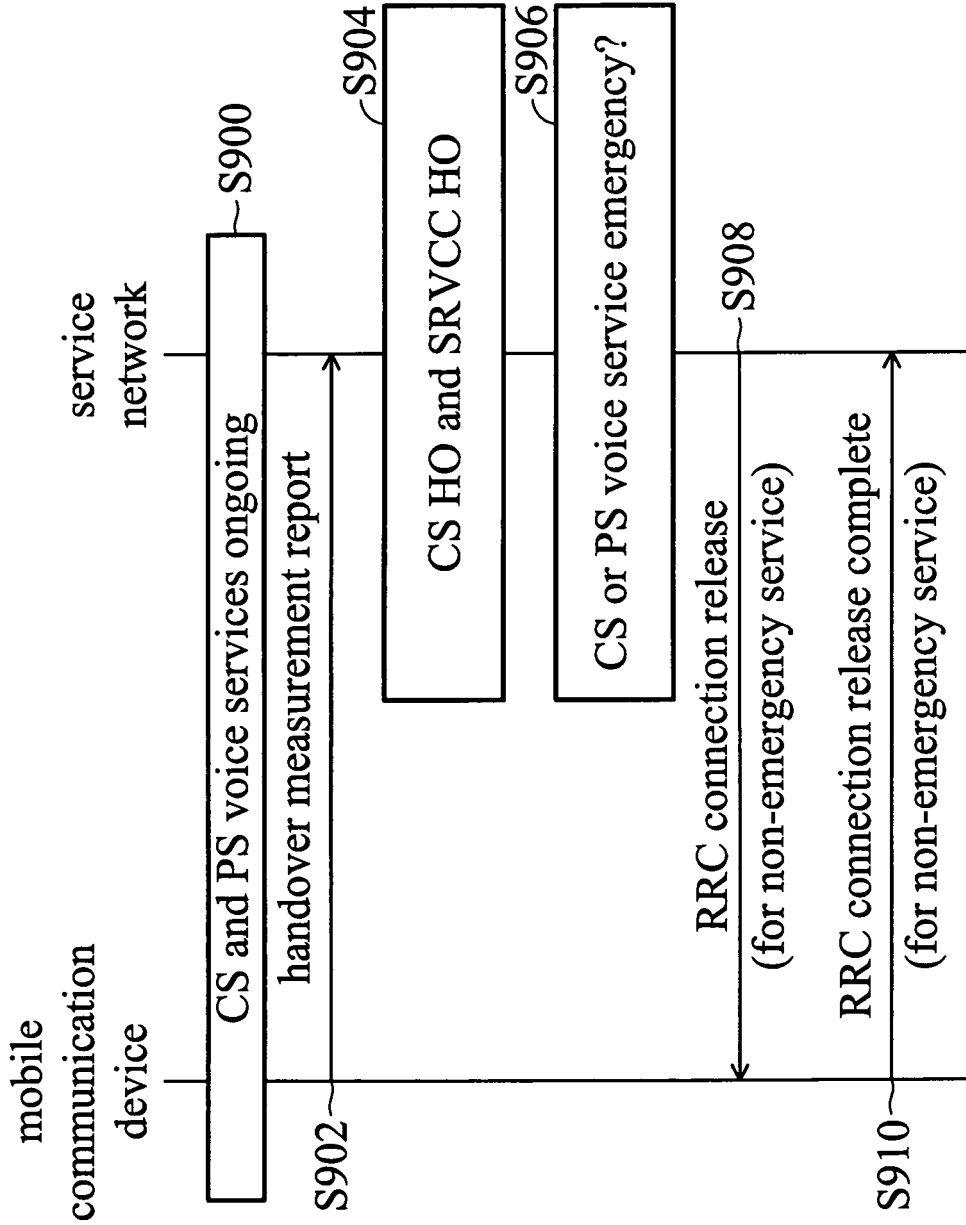 mobile
communication
device
service
network
CS and PS voice services ongoing
S900
handover measurement report
S902
S904
CS HO and SRVCC HO
S906
CS or PS voice service emergency?
RRC connection release
(for non-emergency service)
S908
RRC connection release complete
(for non-emergency service)
S910